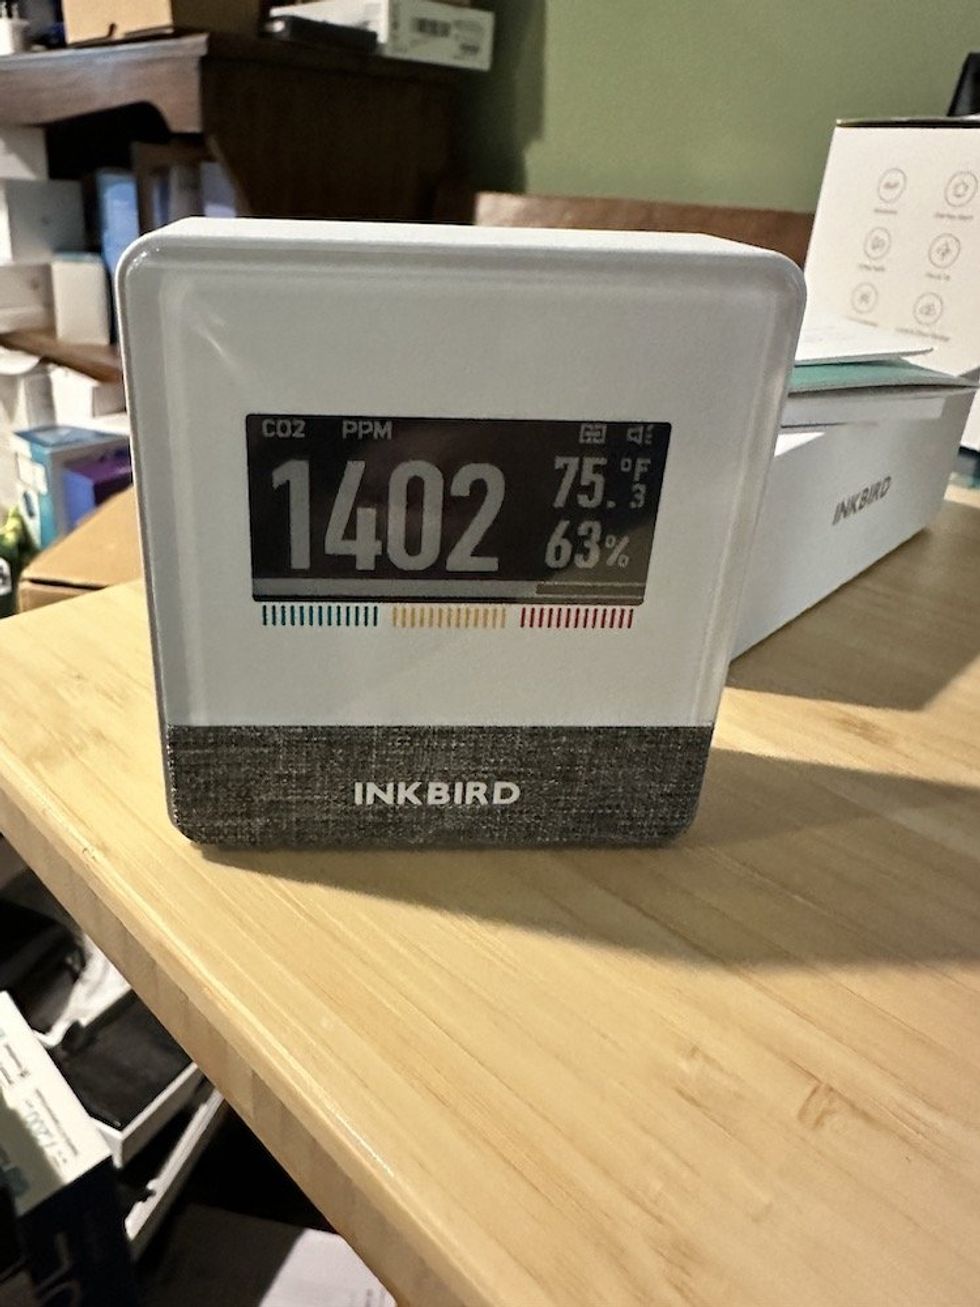 CO2 PPM
1402
75.3 °F
63%
INKBIRD
INKBIRD